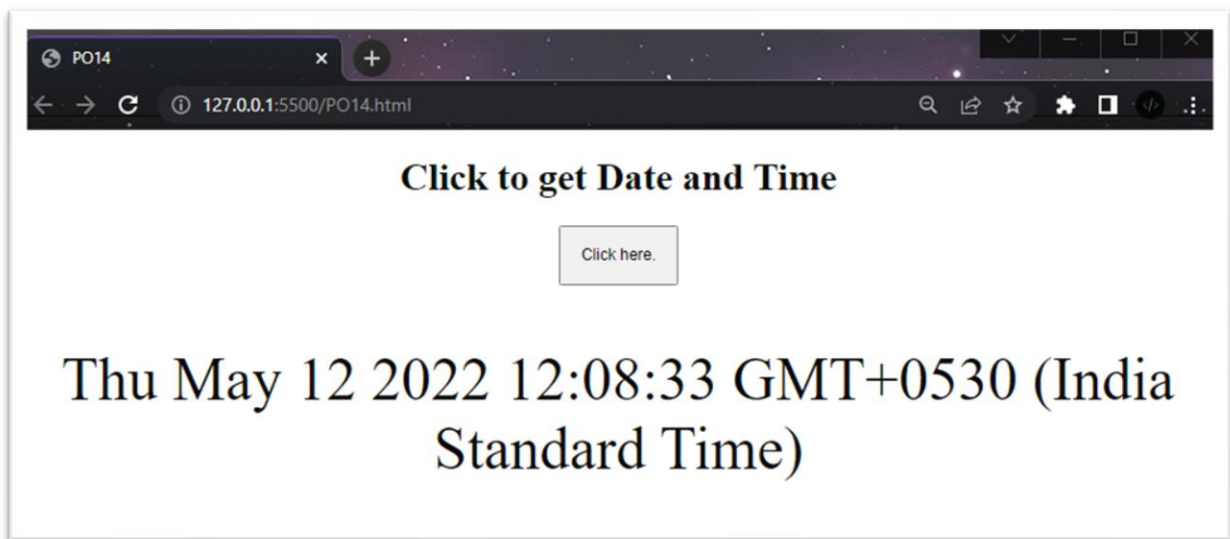 PO14
127.0.0.1:5500/PO14.html
Click to get Date and Time
Click here.
Thu May 12 2022 12:08:33 GMT+0530 (India
Standard Time)